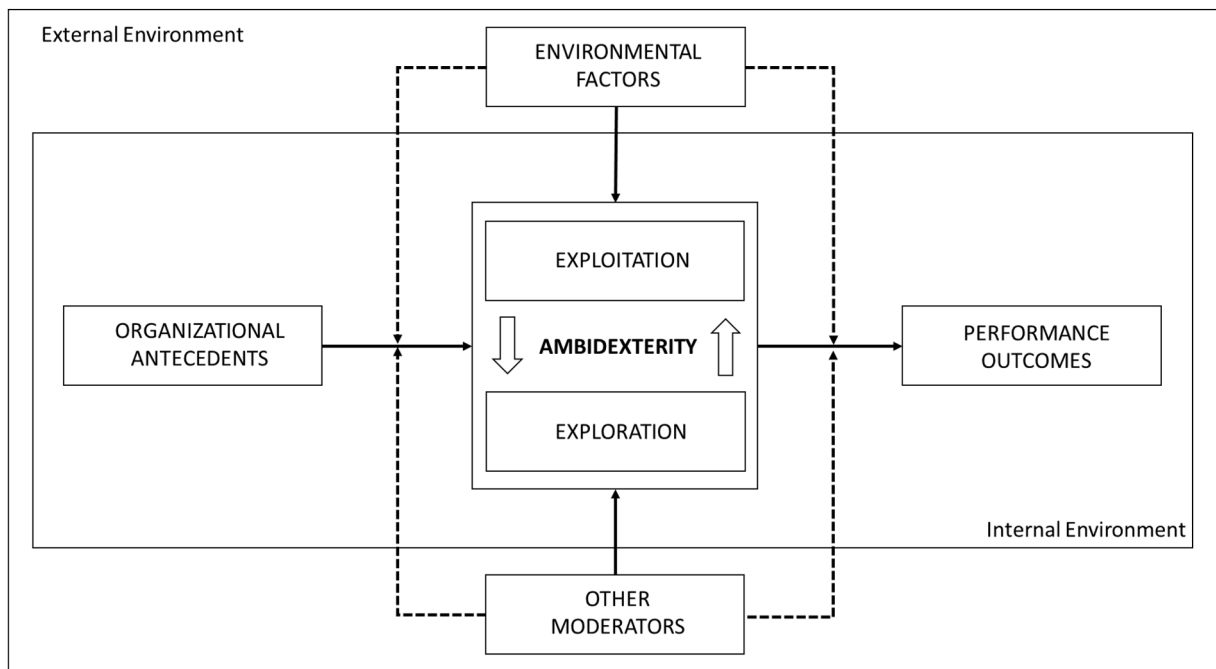 External Environment
ENVIRONMENTAL
FACTORS
EXPLOITATION
ORGANIZATIONAL
ANTECEDENTS
AMBIDEXTERITY
PERFORMANCE
OUTCOMES
EXPLORATION
Internal Environment
OTHER
MODERATORS